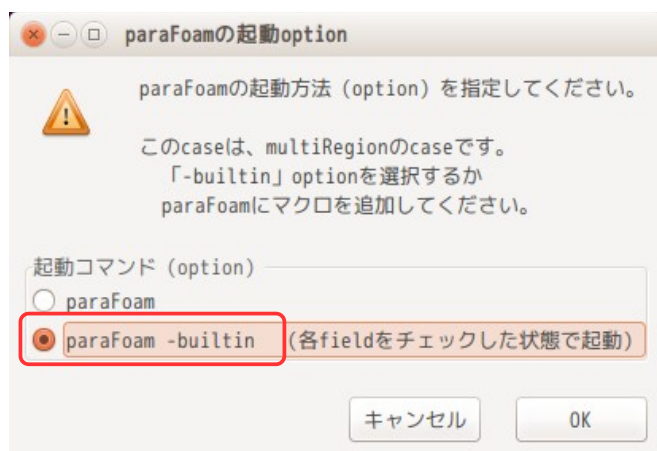 paraFoamの起動option
paraFoamの起動方法（option）を指定してください。
このcaseは、multiRegionのcaseです。
「-builtin」optionを選択するか
paraFoamにマクロを追加してください。
起動コマンド（option）
paraFoam
paraFoam -builtin （各fieldをチェックした状態で起動）
キャンセル OK